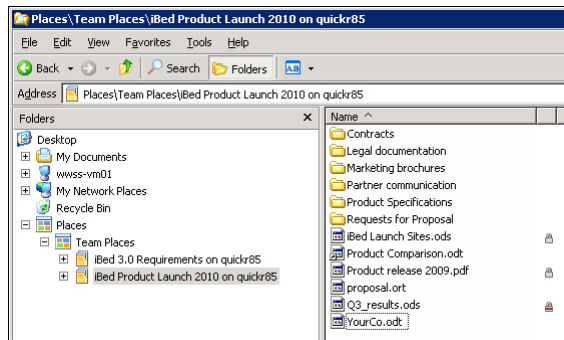 Places\Team Places\iBed Product Launch 2010 on quickr85
File Edit View Favorites Tools Help
Back Search Folders
Address Places\Team Places\iBed Product Launch 2010 on quickr85
Folders x
Desktop
My Documents
wwss-vm01
My Network Places
Recycle Bin
Places
Team Places
iBed 3.0 Requirements on quickr85
iBed Product Launch 2010 on quickr85
Name
Contracts
Legal documentation
Marketing brochures
Partner communication
Product Specifications
Requests for Proposal
iBed Launch Sites.ods
Product Comparison.odt
Product release 2009.pdf
proposal.ort
Q3_results.ods
YourCo.odt